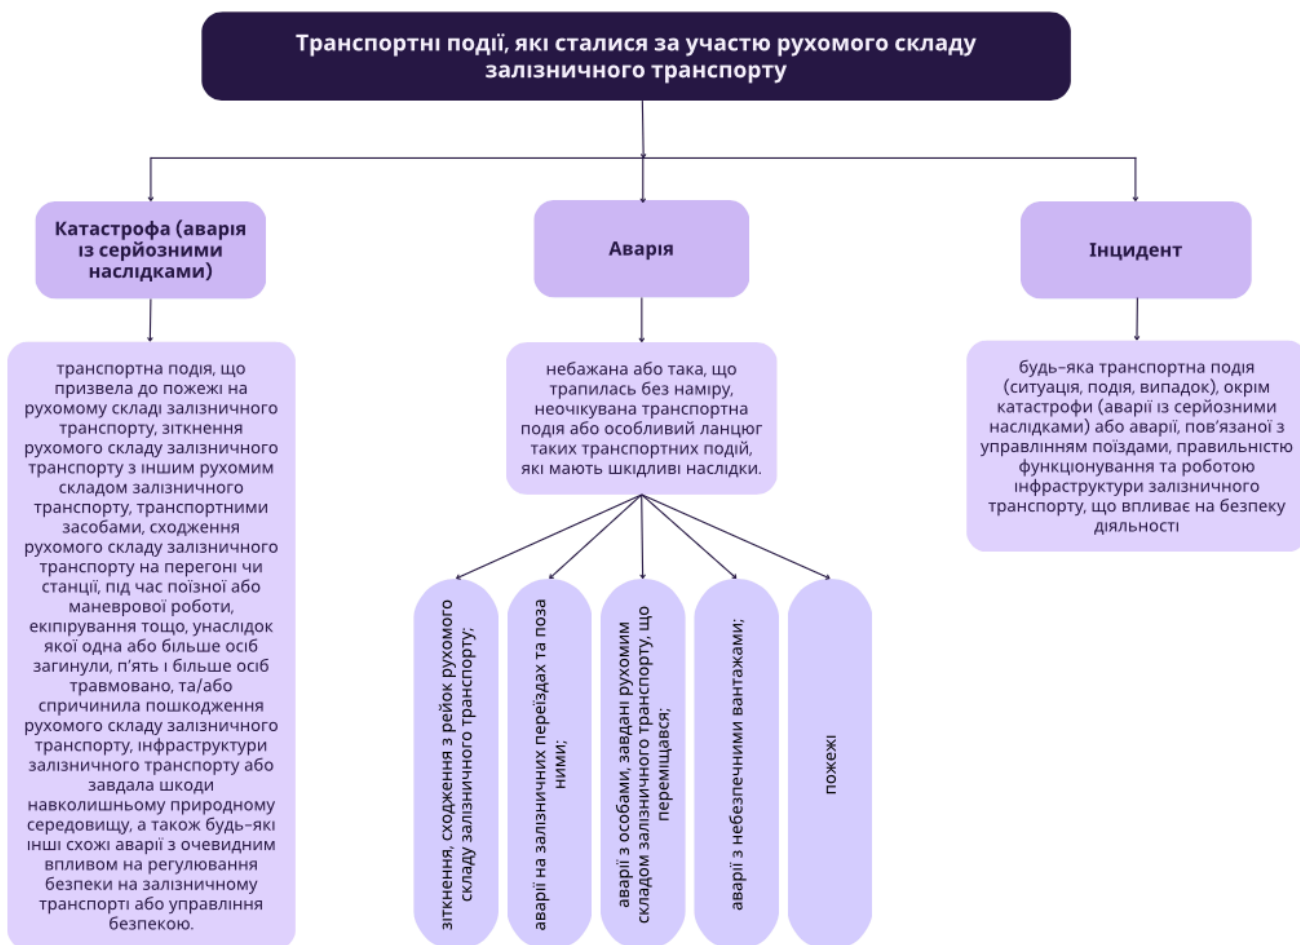 Транспортні події, які сталися за участю рухомого складу
залізничного транспорту
Катастрофа (аварія
із серйозними
наслідками)
Аварія
Інцидент
транспортна подія, що
призвела до пожежі на
рухомому складі залізничного
транспорту, зіткнення
рухомого складу залізничного
транспорту з іншим рухомим
складом залізничного
транспорту, транспортними
засобами, сходження
рухомого складу залізничного
транспорту на перегоні чи
станції, під час поїзної або
маневрової роботи,
екіпірування тощо, унаслідок
якої одна або більше осіб
загинули, п'ять і більше осіб
травмовано, та/або
спричинила пошкодження
рухомого складу залізничного
транспорту, інфраструктури
залізничного транспорту або
завдала шкоди
навколишньому природному
середовищу, а також будь-які
інші схожі аварії з очевидним
впливом на регулювання
безпеки на залізничному
транспорті або управління
безпекою.
небажана або така, що
трапилась без наміру,
неочікувана транспортна
подія або особливий ланцюг
таких транспортних подій,
які мають шкідливі наслідки.
зіткнення, сходження з рейок рухомого
складу залізничного транспорту;
аварії на залізничних переїздах та поза
ними;
аварії з особами, завдані рухомим
складом залізничного транспорту, що
переміщався;
аварії з небезпечними вантажами;
пожежі
будь-яка транспортна подія
(ситуація, подія, випадок), окрім
катастрофи (аварії із серйозними
наслідками) або аварії, пов'язаної з
управлінням поїздами, правильністю
функціонування та роботою
інфраструктури залізничного
транспорту, що впливає на безпеку
діяльності